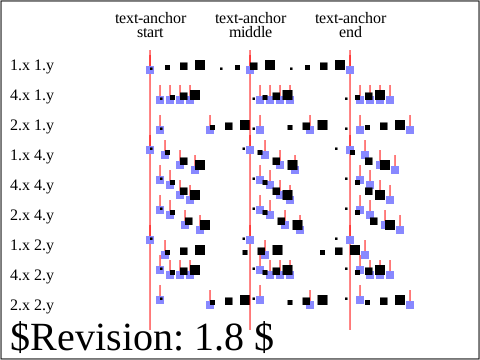 text-anchor text-anchor text-anchor
start middle end
1.x 1.y
4.x 1.y
2.x 1.y
1.x 4.y
4.x 4.y
2.x 4.y
1.x 2.y
4.x 2.y
2.x 2.y
$Revision: 1.8 $